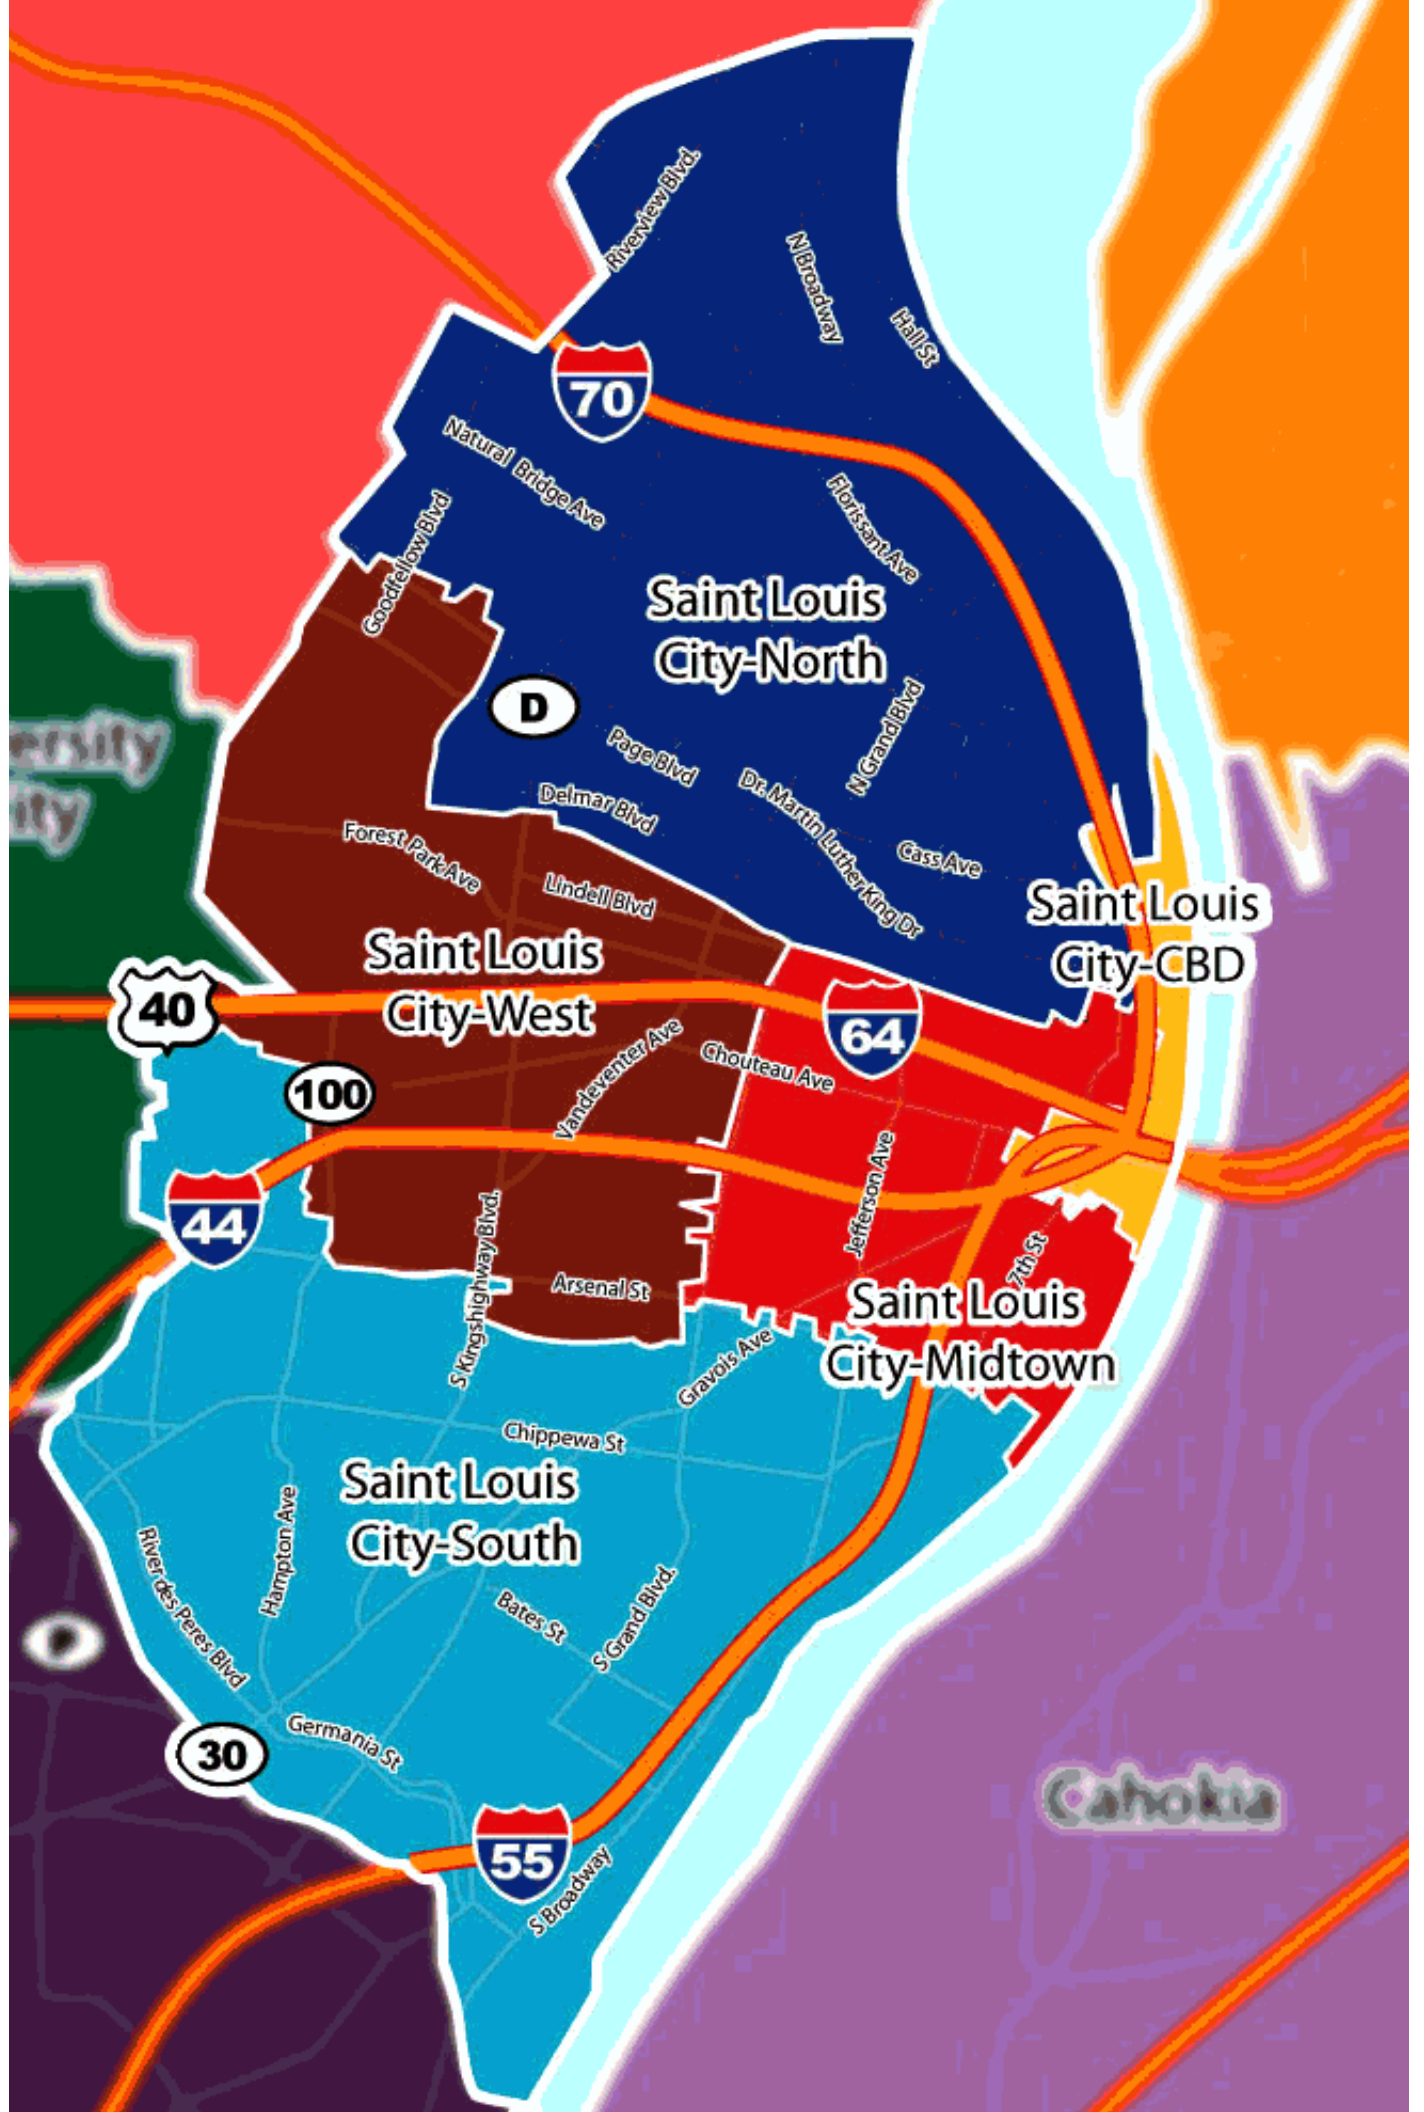 Riverview Blvd.
N Broadway
Hall St
70
Natural Bridge Ave
Goodfellow Blvd
Florissant Ave
Saint Louis
City-North
D
N Grand Blvd
Page Blvd
Delmar Blvd
Dr. Martin Luther King Dr
Cass Ave
ersity
ity
Forest Park Ave
Lindell Blvd
Saint Louis
City-CBD
Saint Louis
City-West
40
64
100
Vandeventer Ave
Chouteau Ave
44
Jefferson Ave
S Kingshighway Blvd.
Arsenal St
7th St
Saint Louis
City-Midtown
Gravois Ave
Chippewa St
Saint Louis
City-South
Hampton Ave
River des Peres Blvd
Bates St
S Grand Blvd.
P
Germania St
30
Cahokia
55
S Broadway